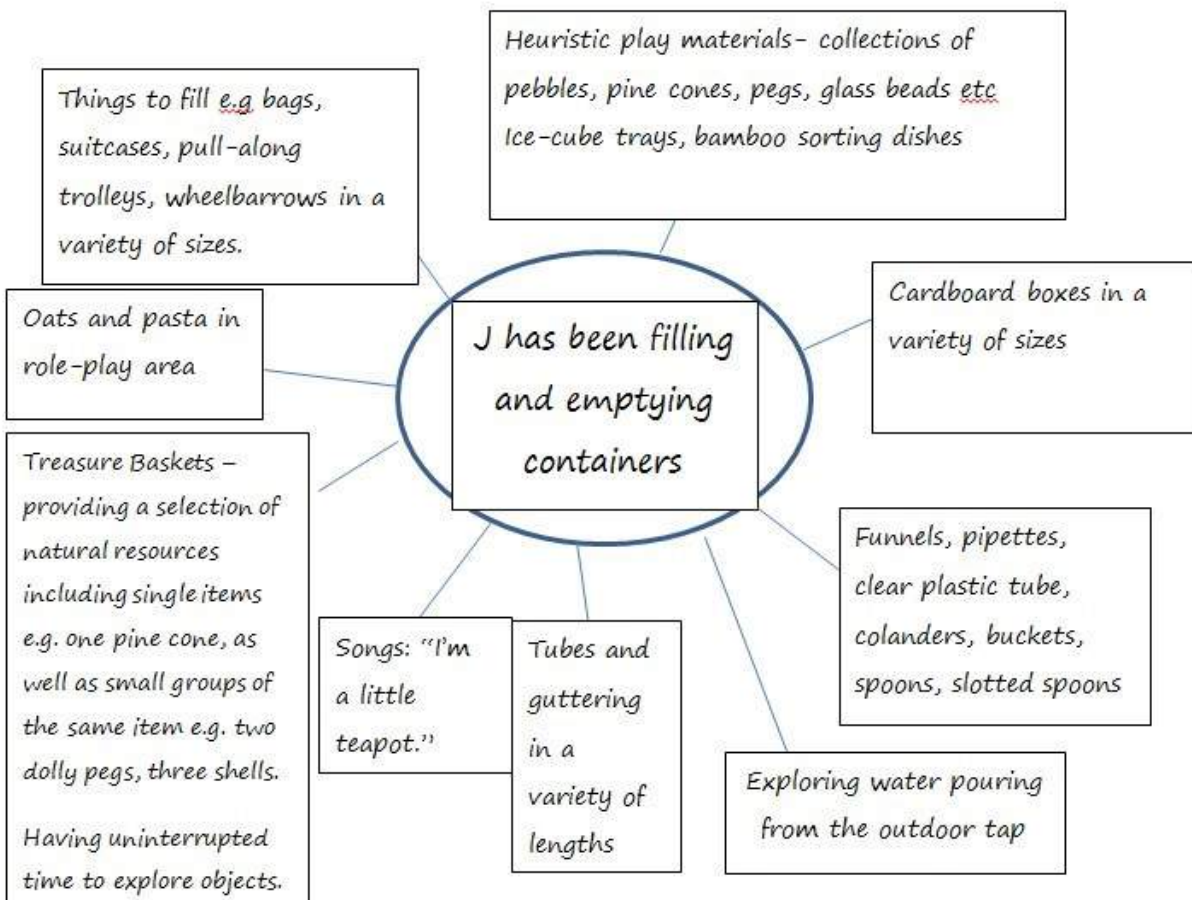 Heuristic play materials- collections of
pebbles, pine cones, pegs, glass beads etc
Ice-cube trays, bamboo sorting dishes
Things to fill e.g bags,
suitcases, pull-along
trolleys, wheelbarrows in a
variety of sizes.
Cardboard boxes in a
variety of sizes
Oats and pasta in
role-play area
J has been filling
and emptying
containers
Treasure Baskets –
providing a selection of
natural resources
including single items
e.g. one pine cone, as
well as small groups of
the same item e.g. two
dolly pegs, three shells.
Having uninterrupted
time to explore objects.
Songs: “I’m
a little
teapot.”
Tubes and
guttering
in a
variety of
lengths
Funnels, pipettes,
clear plastic tube,
colanders, buckets,
spoons, slotted spoons
Exploring water pouring
from the outdoor tap